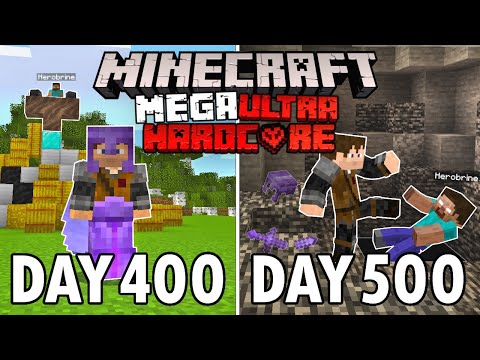 MINECRAFT
MEGA ULTRA
HARDCORE
Herobrine
Herobrine
DAY 400
DAY 500